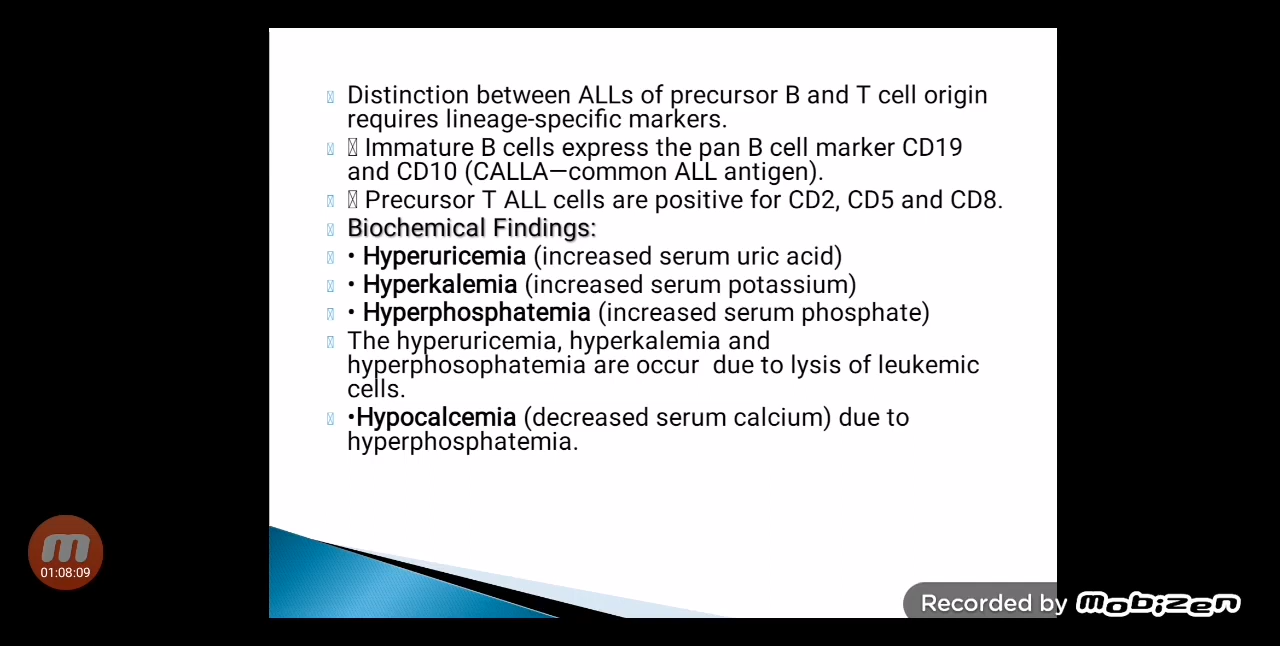 Distinction between ALLs of precursor B and T cell origin
requires lineage-specific markers.
Immature B cells express the pan B cell marker CD19
and CD10 (CALLA—common ALL antigen).
Precursor T ALL cells are positive for CD2, CD5 and CD8.
Biochemical Findings:
• Hyperuricemia (increased serum uric acid)
• Hyperkalemia (increased serum potassium)
• Hyperphosphatemia (increased serum phosphate)
The hyperuricemia, hyperkalemia and
hyperphosophatemia are occur  due to lysis of leukemic
cells.
•Hypocalcemia (decreased serum calcium) due to
hyperphosphatemia.
01:08:09
Recorded by mobizen